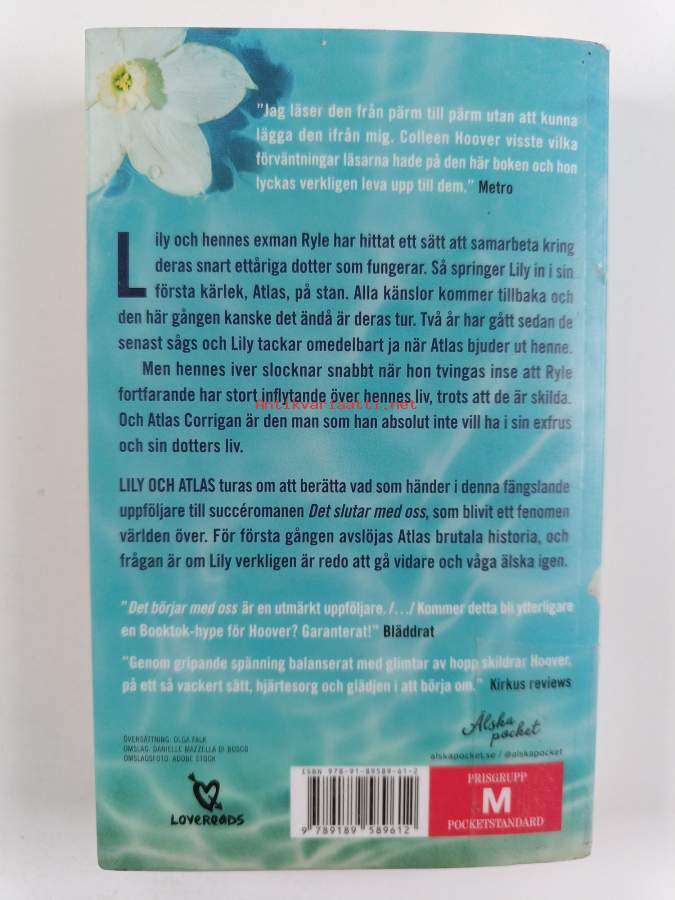 "Jag läser den från pärm till pärm utan att kunna
lägga den ifrån mig. Colleen Hoover visste vilka
förväntningar läsarna hade på den här boken och hon
lyckas verkligen leva upp till dem." Metro
Lily och hennes exman Ryle har hittat ett sätt att samarbeta kring
deras snart ettåriga dotter som fungerar. Så springer Lily in i sin
första kärlek, Atlas, på stan. Alla känslor kommer tillbaka och
den här gången kanske det ändå är deras tur. Två år har gått sedan de
senast sågs och Lily tackar omedelbart ja när Atlas bjuder ut henne.
Men hennes iver slocknar snabbt när hon tvingas inse att Ryle
fortfarande har stort inflytande över hennes liv, trots att de är skilda.
Antikvariaatti.net
Och Atlas Corrigan är den man som han absolut inte vill ha i sin exfrus
och sin dotters liv.
LILY OCH ATLAS turas om att berätta vad som händer i denna fängslande
uppföljare till succéromanen Det slutar med oss, som blivit ett fenomen
världen över. För första gången avslöjas Atlas brutala historia, och
frågan är om Lily verkligen är redo att gå vidare och våga älska igen.
"Det börjar med oss är en utmärkt uppföljare. /.../ Kommer detta bli ytterligare
en Booktok-hype för Hoover? Garanterat!" Bläddrat
"Genom gripande spänning balanserat med glimtar av hopp skildrar Hoover,
på ett så vackert sätt, hjärtesorg och glädjen i att börja om." Kirkus reviews
Älska
pocket
alskapocket.se / @alskapocket
ÖVERSÄTTNING: OLGA FALK
OMSLAG: DANIELLE MAZZELLA DI BOSCO
OMSLAGSFOTO: ADOBE STOCK
LOVEREADS
ISBN 978-91-89589-61-2
9 789189 589612
PRISGRUPP
M
POCKETSTANDARD